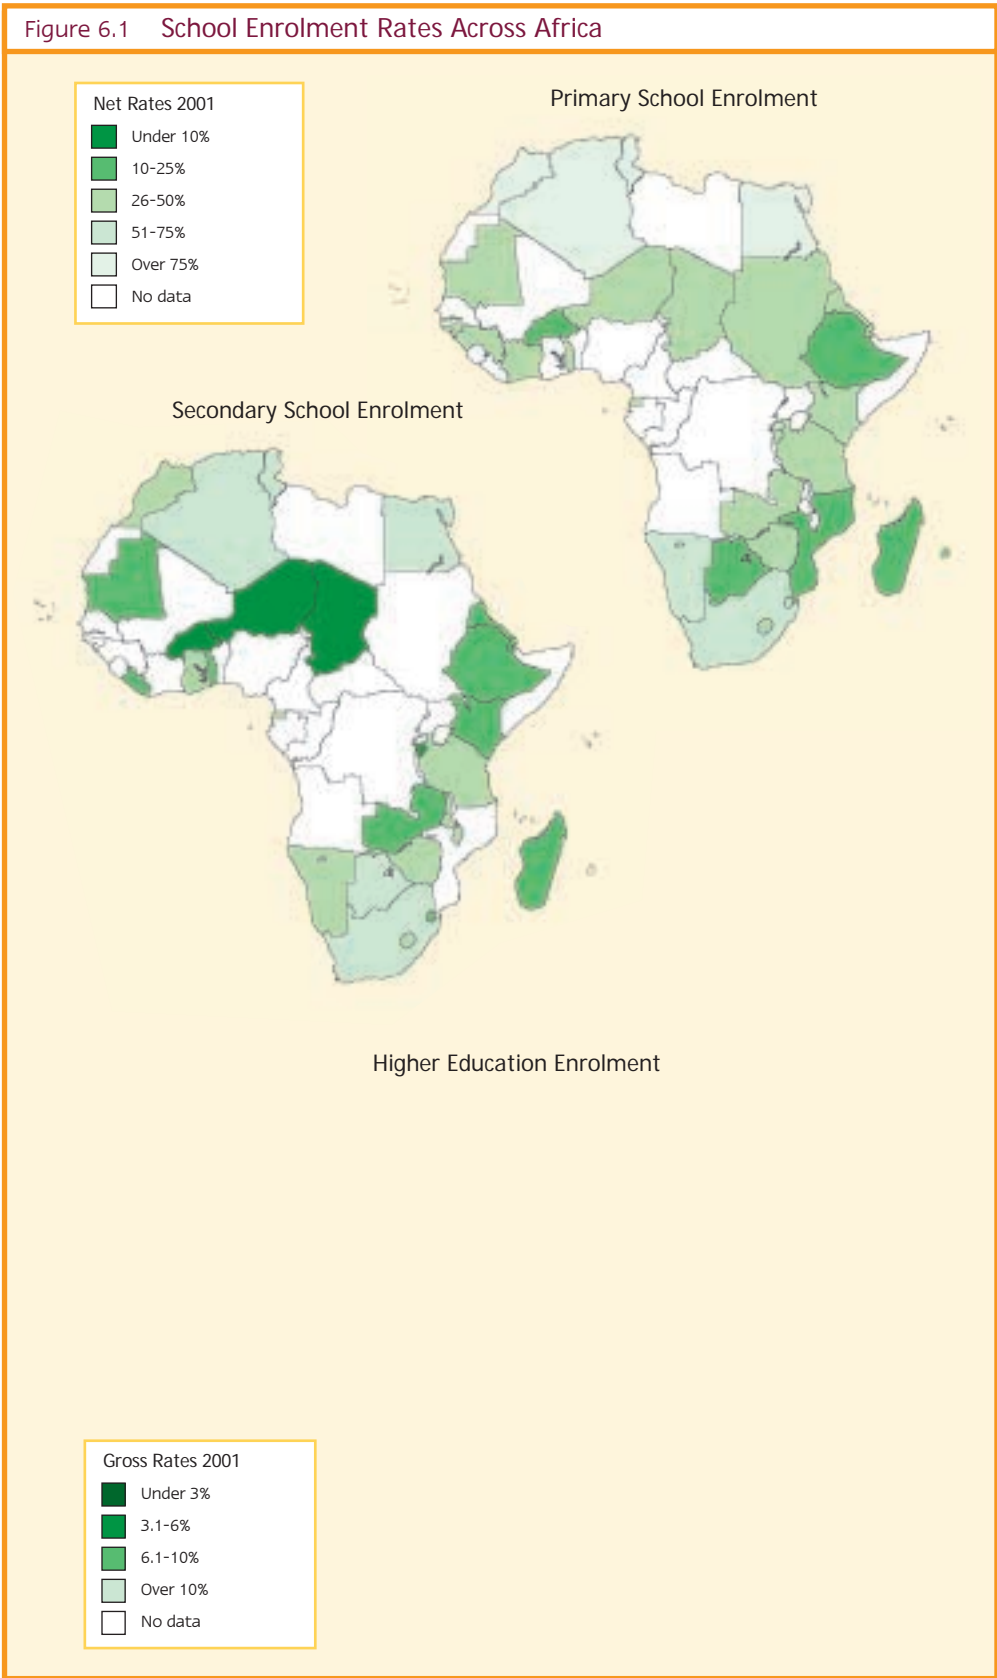 Figure 6.1 School Enrolment Rates Across Africa
Net Rates 2001
Under 10%
10-25%
26-50%
51-75%
Over 75%
No data
Primary School Enrolment
Secondary School Enrolment
Higher Education Enrolment
Gross Rates 2001
Under 3%
3.1-6%
6.1-10%
Over 10%
No data